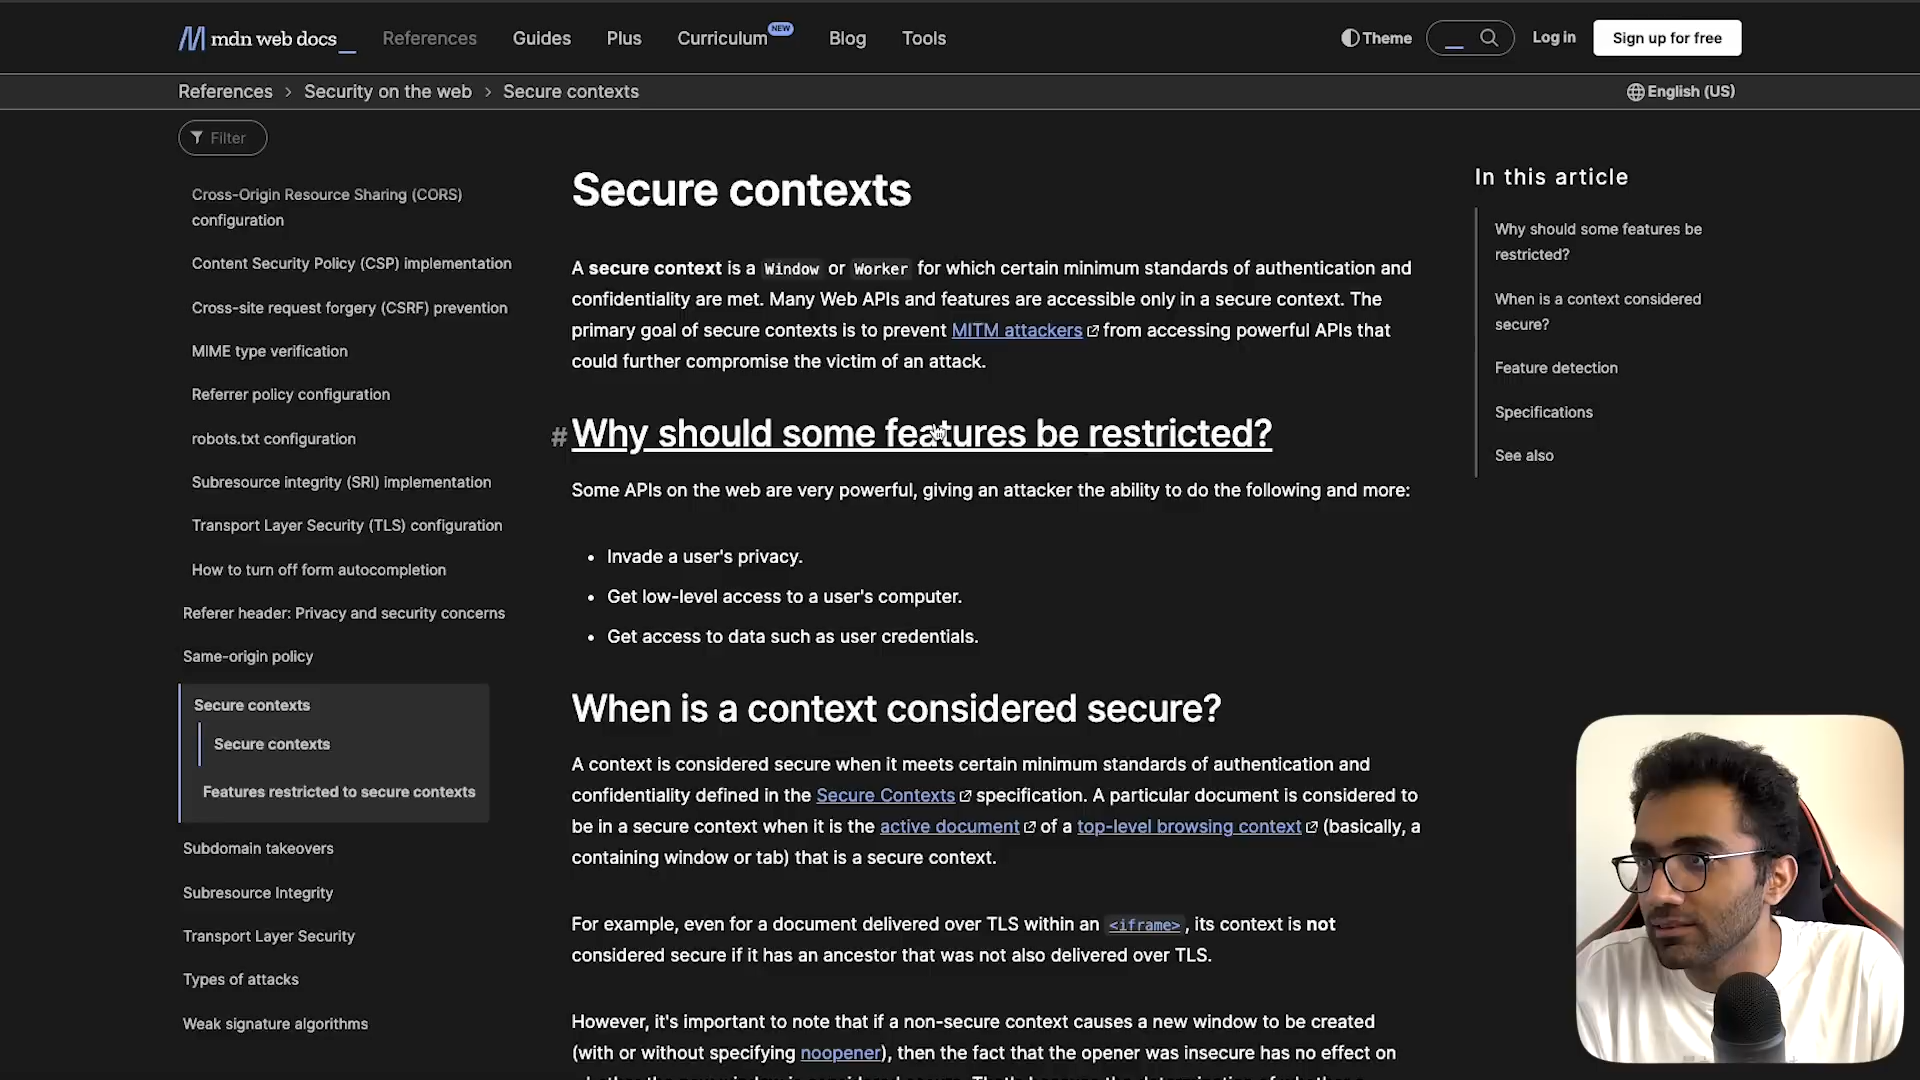 mdn web docs_
References
Guides
Plus
Curriculum NEW
Blog
Tools
Theme
Log in
Sign up for free
References › Security on the web › Secure contexts
English (US)
Filter
Cross-Origin Resource Sharing (CORS)
configuration
Content Security Policy (CSP) implementation
Cross-site request forgery (CSRF) prevention
MIME type verification
Referrer policy configuration
robots.txt configuration
Subresource integrity (SRI) implementation
Transport Layer Security (TLS) configuration
How to turn off form autocompletion
Referer header: Privacy and security concerns
Same-origin policy
Secure contexts
Secure contexts
Features restricted to secure contexts
Subdomain takeovers
Subresource Integrity
Transport Layer Security
Types of attacks
Weak signature algorithms
Secure contexts
A secure context is a Window or Worker for which certain minimum standards of authentication and
confidentiality are met. Many Web APIs and features are accessible only in a secure context. The
primary goal of secure contexts is to prevent MITM attackers from accessing powerful APIs that
could further compromise the victim of an attack.
# Why should some features be restricted?
Some APIs on the web are very powerful, giving an attacker the ability to do the following and more:
• Invade a user's privacy.
• Get low-level access to a user's computer.
• Get access to data such as user credentials.
When is a context considered secure?
A context is considered secure when it meets certain minimum standards of authentication and
confidentiality defined in the Secure Contexts specification. A particular document is considered to
be in a secure context when it is the active document of a top-level browsing context (basically, a
containing window or tab) that is a secure context.
For example, even for a document delivered over TLS within an <iframe>, its context is not
considered secure if it has an ancestor that was not also delivered over TLS.
However, it's important to note that if a non-secure context causes a new window to be created
(with or without specifying noopener), then the fact that the opener was insecure has no effect on
In this article
Why should some features be
restricted?
When is a context considered
secure?
Feature detection
Specifications
See also